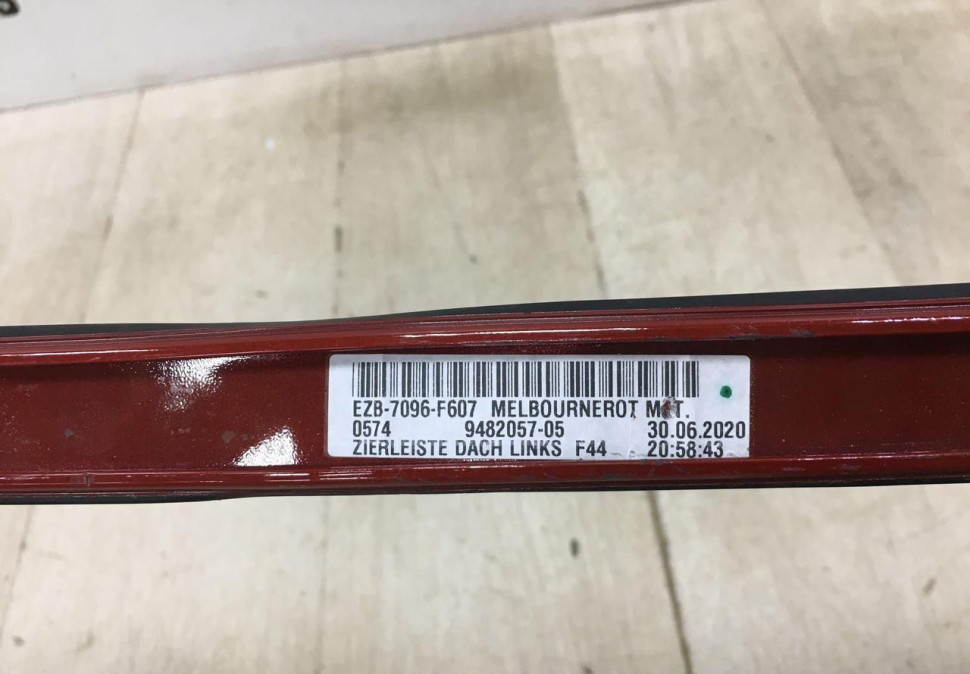 EZB-7096-F607 MELBOURNEROT MET.
0574 9482057-05 30.06.2020
ZIERLEISTE DACH LINKS F44 20:58:43